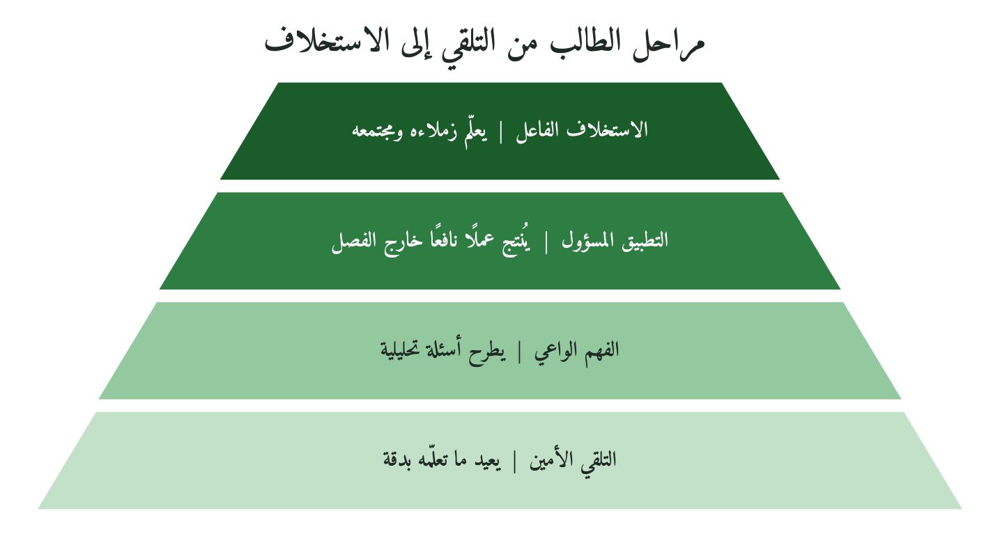 مراحل الطالب من التلقي إلى الاستخلاف
الاستخلاف الفاعل | يعلّم زملاءه ومجتمعه
التطبيق المسؤول | يُنتج عملًا نافعًا خارج الفصل
الفهم الواعي | يطرح أسئلة تحليلية
التلقي الأمين | يعيد ما تعلّمه بدقة